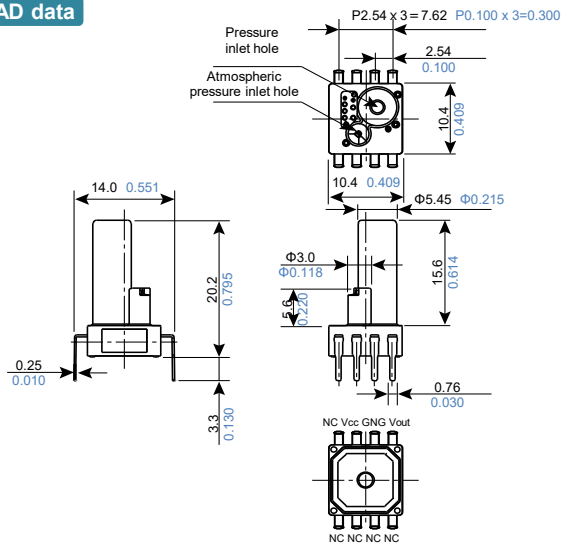 AD data
P2.54 x 3=7.62 P0.100 x 3=0.300
Pressure
inlet hole
2.54
0.100
Atmospheric
pressure inlet hole
10.4
0.409
10.4 0.409
14.0 0.551
Φ5.45 Φ0.215
Φ3.0
Φ0.118
20.2
0.795
15.6
0.614
5.6
0.220
0.25
0.010
0.76
0.030
3.3
0.130
NC Vcc GNG Vout
NC NC NC NC